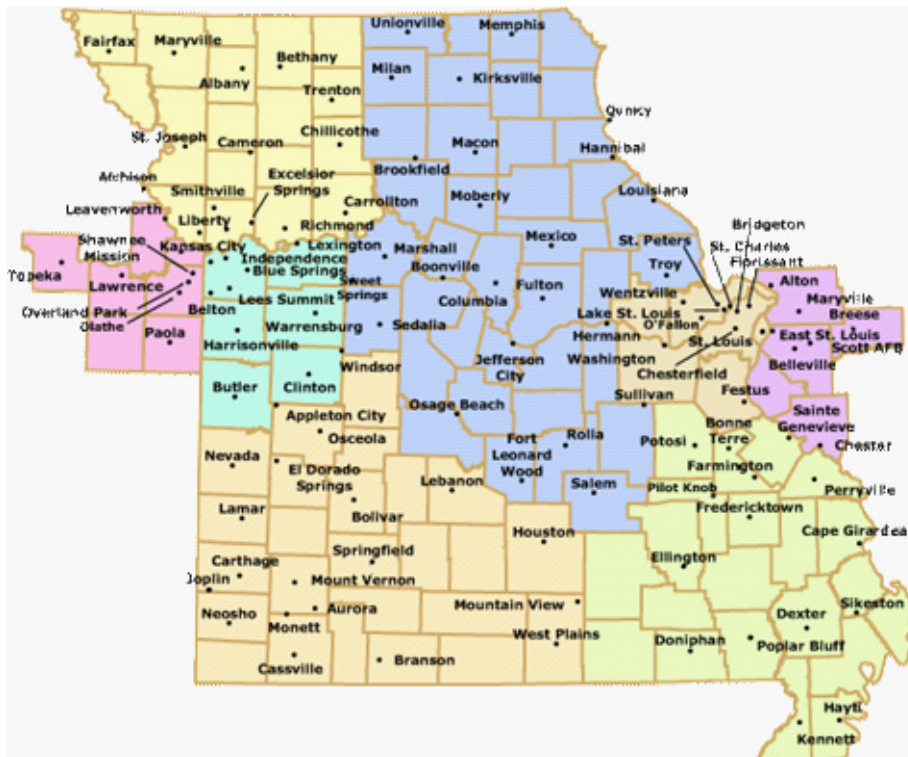 Unionville
Memphis
Fairfax
Maryville
Bethany
Milan
Kirksville
Albany
Trenton
Quincy
St. Joseph
Cameron
Chillicothe
Macon
Hannibal
Atchison
Excelsior
Springs
Brookfield
Smithville
Moberly
Louisiana
Leavenworth
Liberty
Richmond
Carrollton
Bridgeton
Shawnee
Mission
Kansas City
Lexington
Independence
Marshall
Mexico
St. Peters
St. Charles
Florissant
Topeka
Lawrence
Blue Springs
Sweet
Springs
Boonville
Troy
Alton
Overland Park
Olathe
Belton
Lees Summit
Columbia
Fulton
Wentzville
Maryville
Breese
Paola
Harrisonville
Warrensburg
Sedalia
Lake St. Louis
O'Fallon
Hermann
St. Louis
East St. Louis
Scott AFB
Jefferson
City
Washington
Chesterfield
Belleville
Butler
Clinton
Windsor
Sullivan
Festus
Appleton City
Osage Beach
Bonne
Terre
Sainte
Genevieve
Osceola
Fort
Leonard
Wood
Rolla
Potosi
Chester
Nevada
El Dorado
Springs
Lebanon
Farmington
Salem
Pilot Knob
Perryville
Lamar
Bolivar
Fredericktown
Houston
Cape Girardea
Carthage
Springfield
Ellington
Joplin
Mount Vernon
Neosho
Aurora
Mountain View
Sikeston
Monett
Dexter
West Plains
Doniphan
Poplar Bluff
Cassville
Branson
Hayti
Kennett